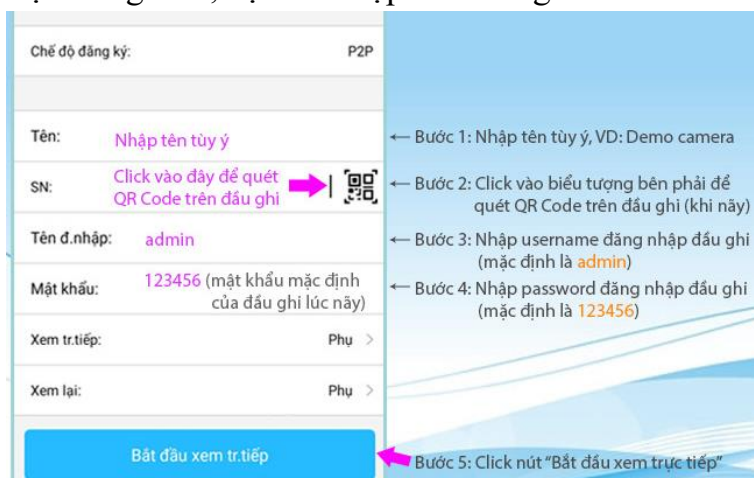 Chế độ đăng ký: P2P
Tên: Nhập tên tùy ý ← Bước 1: Nhập tên tùy ý, VD: Demo camera
SN: Click vào đây để quét
QR Code trên đầu ghi
← Bước 2: Click vào biểu tượng bên phải để
quét QR Code trên đầu ghi (khi nãy)
Tên đ.nhập: admin
← Bước 3: Nhập username đăng nhập đầu ghi
(mặc định là admin)
Mật khẩu: 123456 (mật khẩu mặc định
của đầu ghi lúc nãy)
← Bước 4: Nhập password đăng nhập đầu ghi
(mặc định là 123456)
Xem tr.tiếp: Phụ >
Xem lại: Phụ >
Bắt đầu xem tr.tiếp
Bước 5: Click nút “Bắt đầu xem trực tiếp”